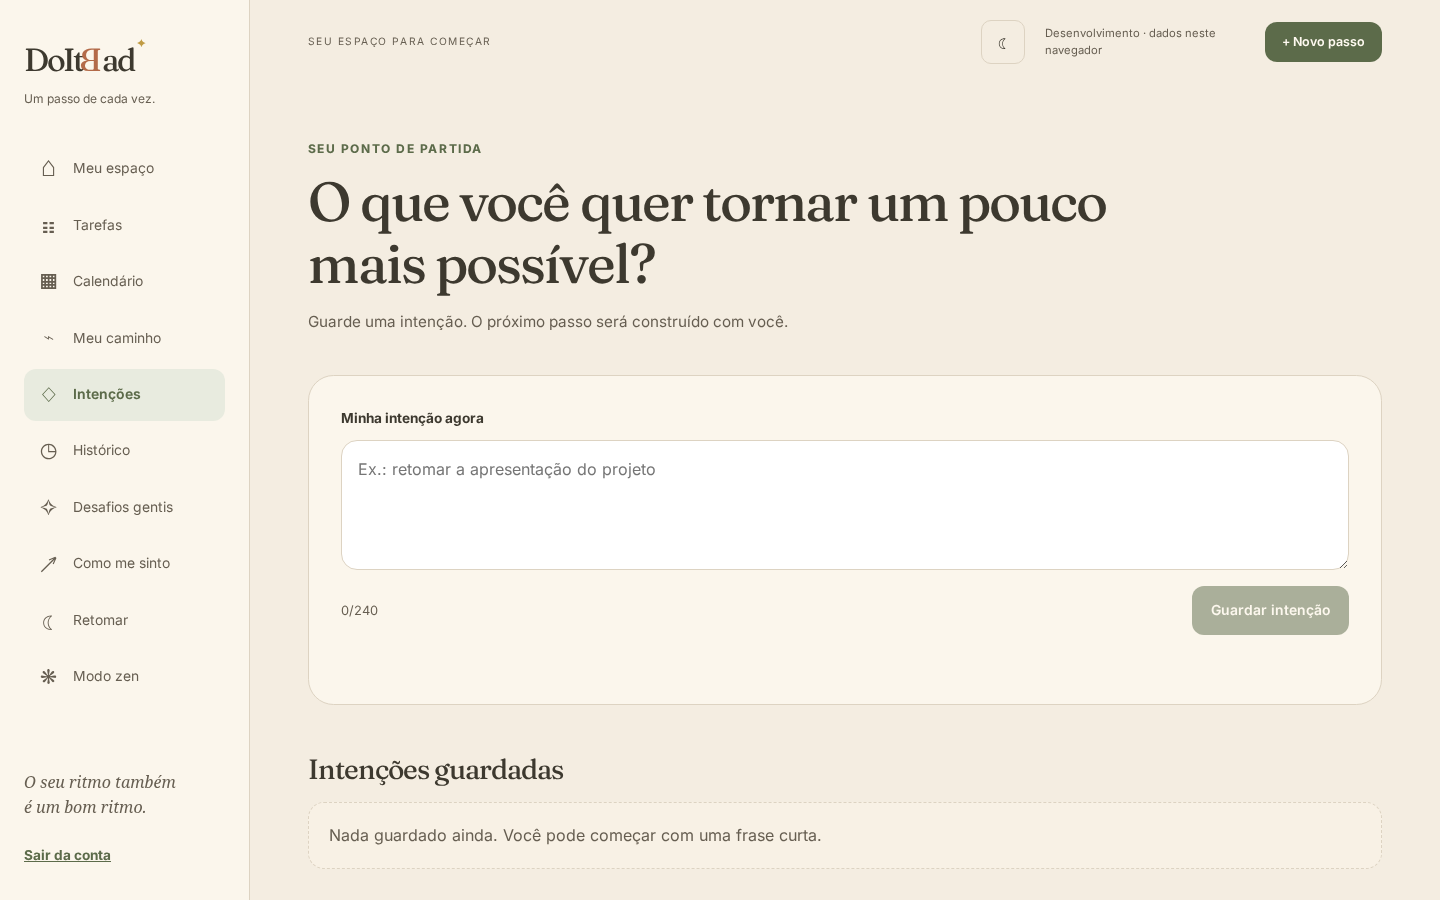 DoItBad
Um passo de cada vez.
Meu espaço
Tarefas
Calendário
Meu caminho
Intenções
Histórico
Desafios gentis
Como me sinto
Retomar
Modo zen
O seu ritmo também
é um bom ritmo.
Sair da conta
SEU ESPAÇO PARA COMEÇAR
Desenvolvimento · dados neste
navegador
+ Novo passo
SEU PONTO DE PARTIDA
O que você quer tornar um pouco
mais possível?
Guarde uma intenção. O próximo passo será construído com você.
Minha intenção agora
Ex.: retomar a apresentação do projeto
0/240
Guardar intenção
Intenções guardadas
Nada guardado ainda. Você pode começar com uma frase curta.